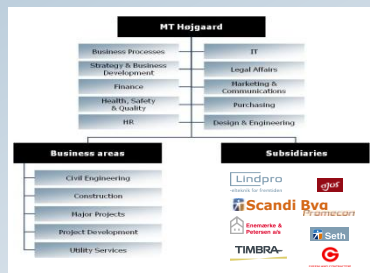 MT Højgaard
Business Processes
IT
Strategy & Business
Development
Legal Affairs
Finance
Marketing &
Communications
Health, Safety
& Quality
Purchasing
HR
Design & Engineering
Business areas
Subsidiaries
Civil Engineering
Construction
Major Projects
Project Development
Utility Services
Lindpro
ajos
Scandi Byg
Promecon
Enemærke &
Petersen a/s
Seth
TIMBRA